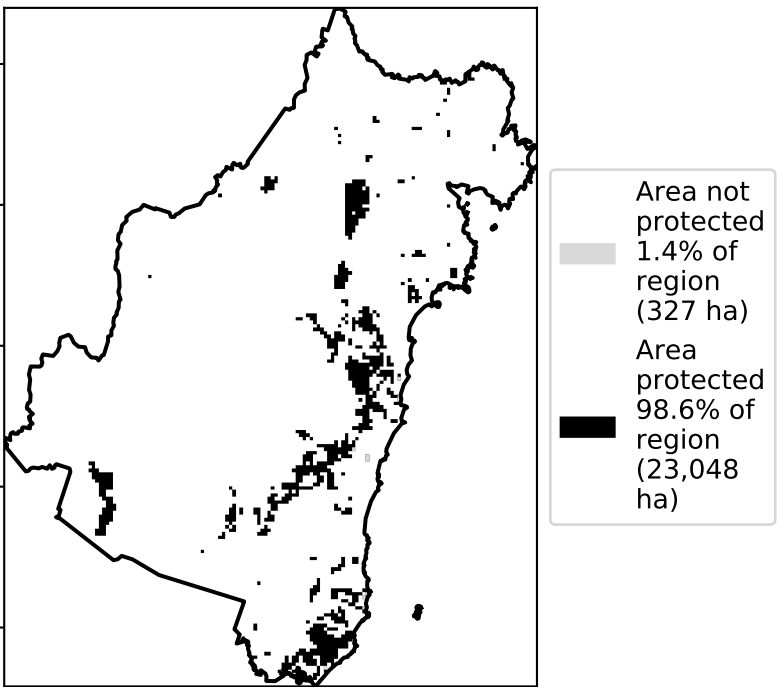 Area not
protected
1.4% of
region
(327 ha)
Area
protected
98.6% of
region
(23,048
ha)